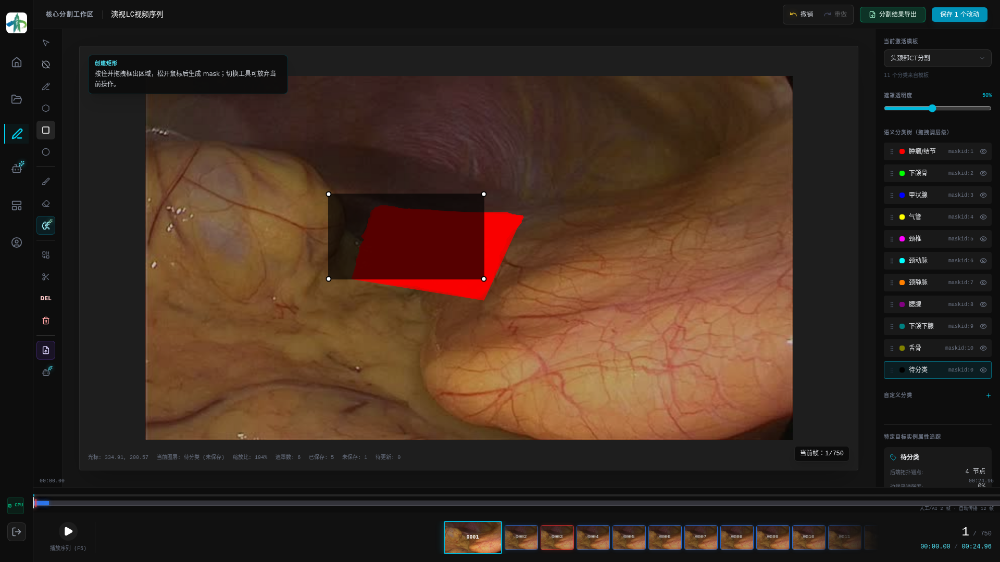 核心分割工作区
演视LC视频序列
撤销
重做
分割结果导出
保存 1 个改动
创建矩形
按住并拖拽框出区域，松开鼠标后生成 mask；切换工具可放弃当
前操作。
DEL
当前激活模板
头颈部CT分割
11 个分类来自模板
遮罩透明度
50%
语义分类树（拖拽调层级）
肿瘤/结节 maskid:1
下颌骨 maskid:2
甲状腺 maskid:3
气管 maskid:4
颈椎 maskid:5
颈动脉 maskid:6
颈静脉 maskid:7
腮腺 maskid:8
下颌下腺 maskid:9
舌骨 maskid:10
待分类 maskid:0
自定义分类
特定目标实例属性追踪
待分类
后端拓扑锚点: 4 节点
边缘平滑强度: 0%
光标: 334.91, 200.57 当前图层: 待分类 (未保存) 缩放比: 194% 遮罩数: 6 已保存: 5 未保存: 1 待更新: 0
当前帧：1/750
00:00.00
00:24.96
人工/AI 2 帧 · 自动传播 12 帧
GPU
播放序列 (F5)
0001
0002
0003
0004
0005
0006
0007
0008
0009
0010
0011
1 / 750
00:00.00 / 00:24.96